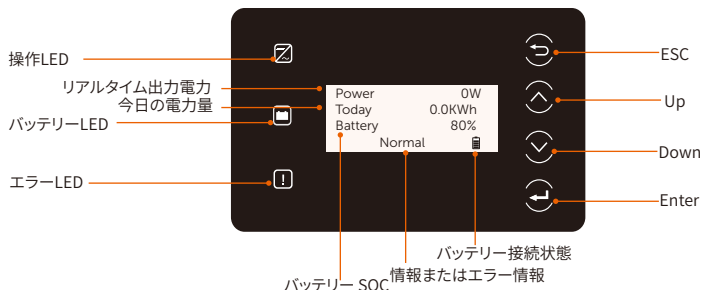 操作LED
リアルタイム出力電力
今日の電力量
バッテリーLED
エラーLED
Power 0W
Today 0.0KWh
Battery 80%
Normal
ESC
Up
Down
Enter
バッテリー接続状態
情報またはエラー情報
バッテリー SOC